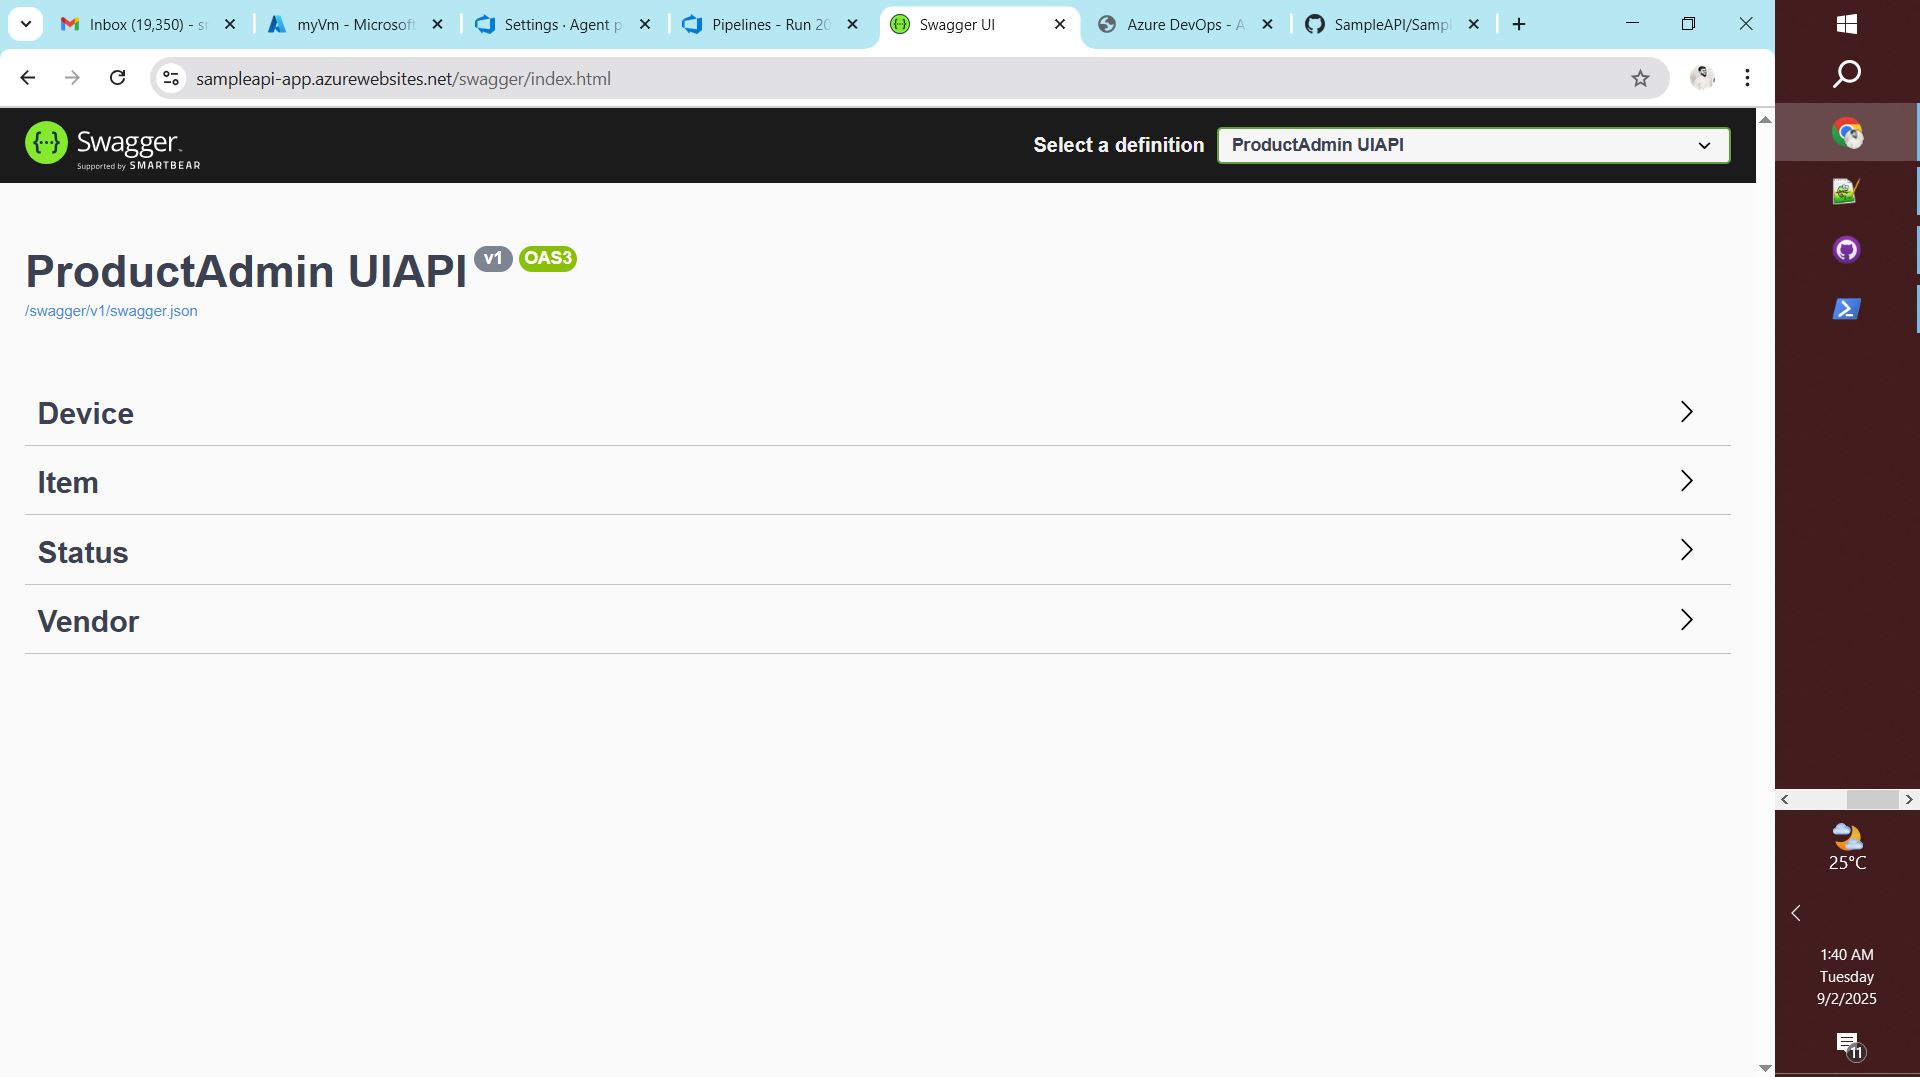 Inbox (19,350) - sr
myVm - Microsoft
Settings · Agent p
Pipelines - Run 20
Swagger UI
Azure DevOps - A
SampleAPI/Sampl
sampleapi-app.azurewebsites.net/swagger/index.html
Swagger
Supported by SMARTBEAR
Select a definition
ProductAdmin UIAPI
ProductAdmin UIAPI v1 OAS3
/swagger/v1/swagger.json
Device
Item
Status
Vendor
25°C
1:40 AM
Tuesday
9/2/2025
11